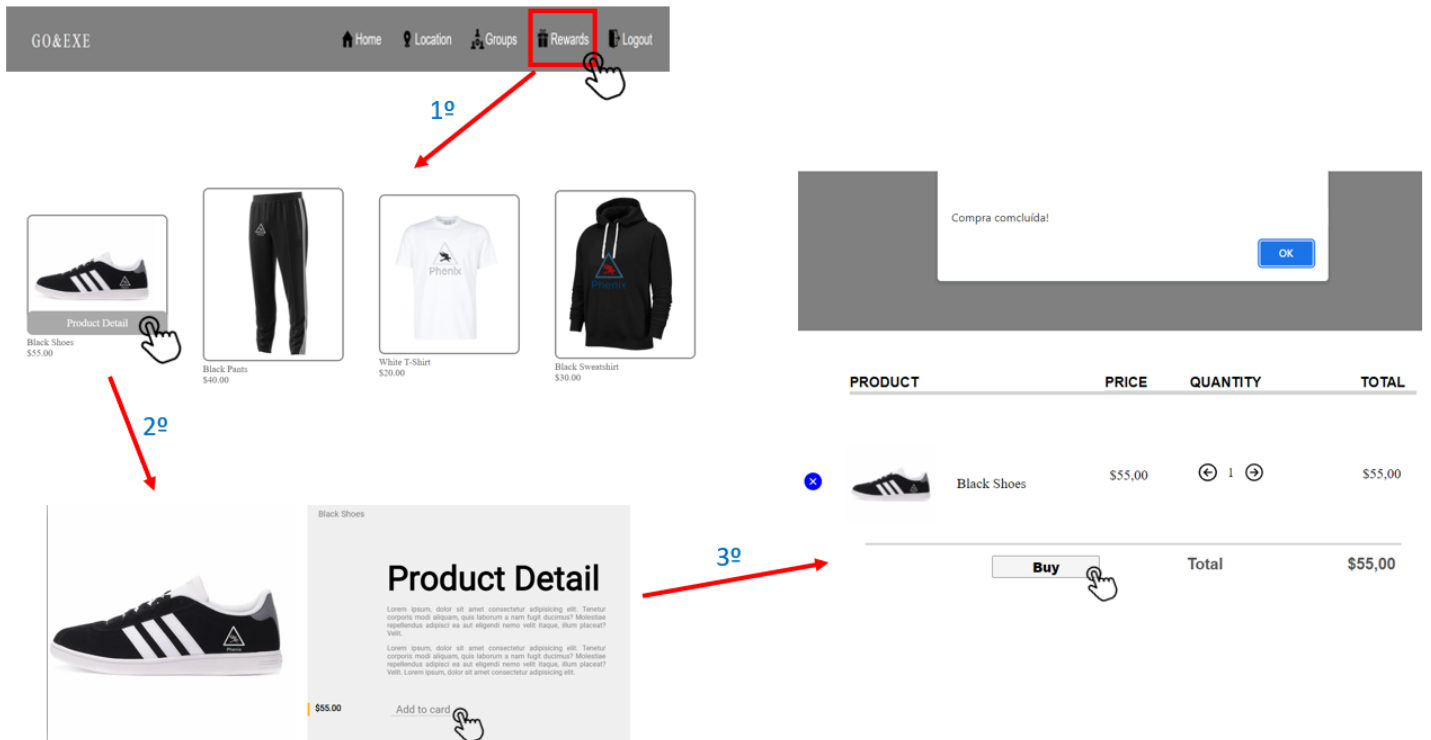 GO&EXE
Home
Location
Groups
Rewards
Logout
1º
Product Detail
Black Shoes
$55.00
Black Pants
$40.00
Phenix
White T-Shirt
$20.00
Phenix
Black Sweatshirt
$30.00
2º
Phenix
Black Shoes
Product Detail
Lorem ipsum, dolor sit amet consectetur adipisicing elit. Tenetur
corporis modi aliquam, quis laborum a nam fugit ducimus? Molestiae
repellendus adipisci ea aut eligendi nemo velit itaque, illum placeat?
Velit.
Lorem ipsum, dolor sit amet consectetur adipisicing elit. Tenetur
corporis modi aliquam, quis laborum a nam fugit ducimus? Molestiae
repellendus adipisci ea aut eligendi nemo velit itaque, illum placeat?
Velit. Lorem ipsum, dolor sit amet consectetur adipisicing elit.
$55.00
Add to card
3º
Compra comcluída!
OK
PRODUCT PRICE QUANTITY TOTAL
Black Shoes $55,00 1 $55,00
Buy Total $55,00